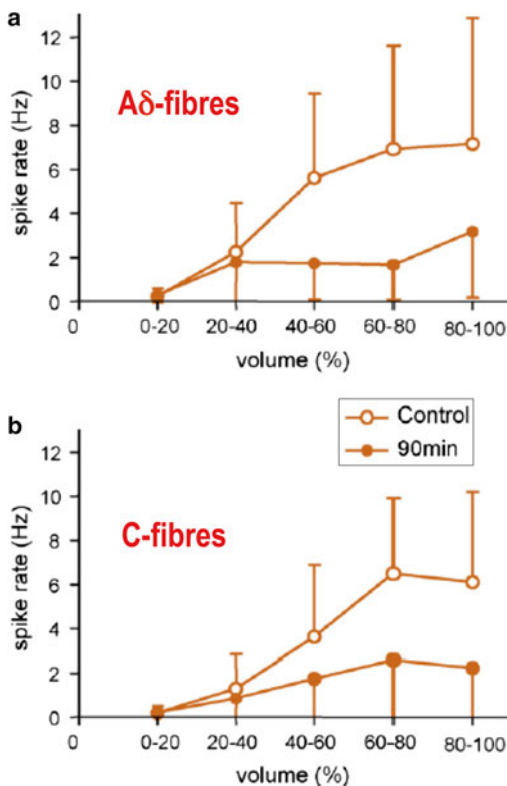 a
12
10
8
6
4
2
0
spike rate (Hz)
Aδ-fibres
0 0-20 20-40 40-60 60-80 80-100
volume (%)
b
Control
90min
12
10
8
6
4
2
0
spike rate (Hz)
C-fibres
0 0-20 20-40 40-60 60-80 80-100
volume (%)